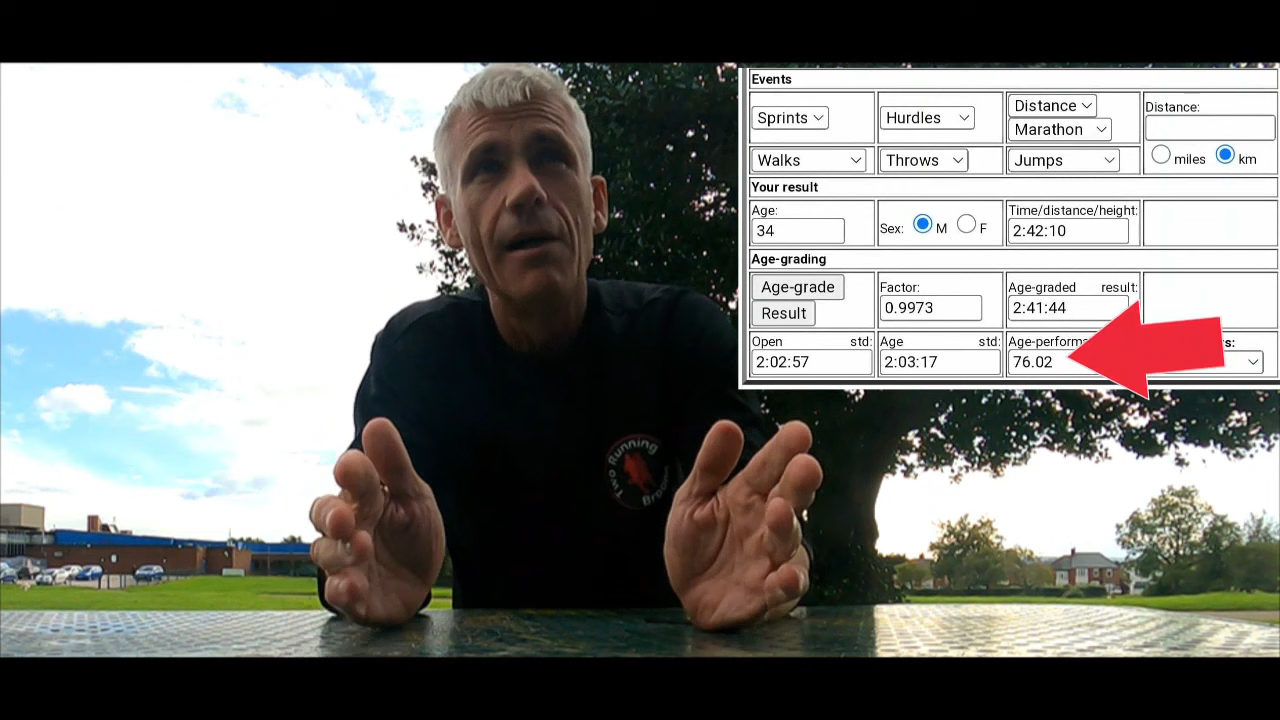 Events
Sprints
Hurdles
Distance
Marathon
Distance:
Walks
Throws
Jumps
miles km
Your result
Age:
34
Sex: M F
Time/distance/height:
2:42:10
Age-grading
Age-grade
Result
Factor:
0.9973
Age-graded result:
2:41:44
Open std:
2:02:57
Age std:
2:03:17
Age-performa
76.02
s:
Two Running